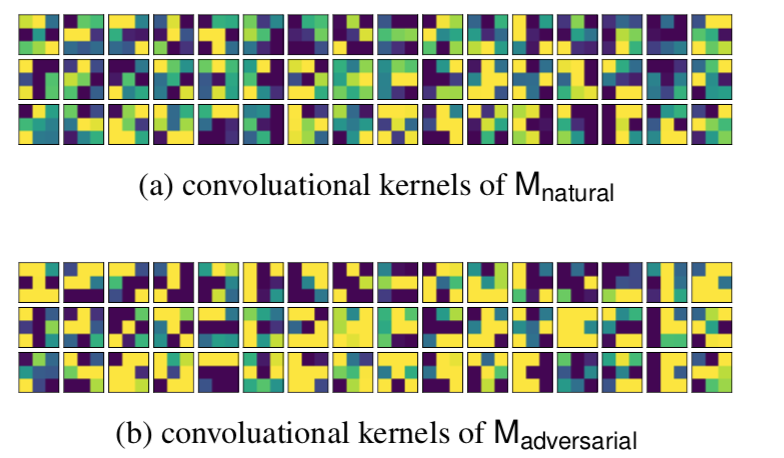 (a) convoluational kernels of Mnatural
(b) convoluational kernels of Madversarial